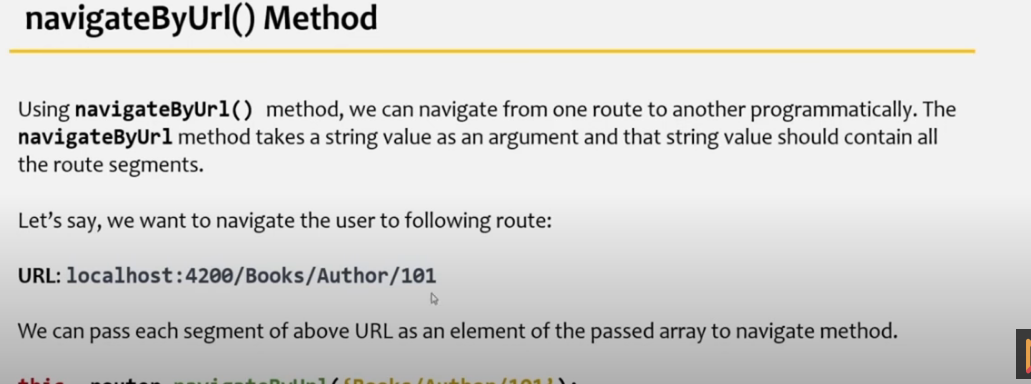 navigateByUrl() Method
Using navigateByUrl() method, we can navigate from one route to another programmatically. The
navigateByUrl method takes a string value as an argument and that string value should contain all
the route segments.
Let’s say, we want to navigate the user to following route:
URL: localhost:4200/Books/Author/101
We can pass each segment of above URL as an element of the passed array to navigate method.